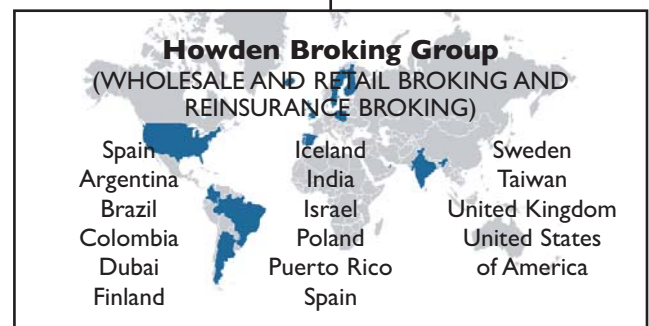 Howden Broking Group
(WHOLESALE AND RETAIL BROKING AND
REINSURANCE BROKING)
Spain
Argentina
Brazil
Colombia
Dubai
Finland
Iceland
India
Israel
Poland
Puerto Rico
Spain
Sweden
Taiwan
United Kingdom
United States
of America